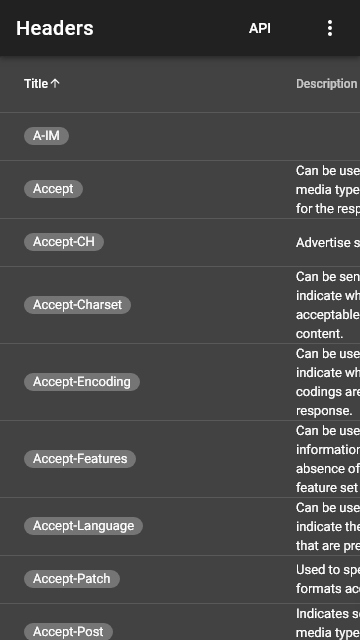 Headers API
Title Description
A-IM
Accept
Can be use
media type
for the resp
Accept-CH
Advertise s
Accept-Charset
Can be sen
indicate wh
acceptable
content.
Accept-Encoding
Can be use
indicate wh
codings are
response.
Accept-Features
Can be use
information
absence of
feature set
Accept-Language
Can be use
indicate the
that are pre
Accept-Patch
Used to spe
formats acc
Accept-Post
Indicates se
media type